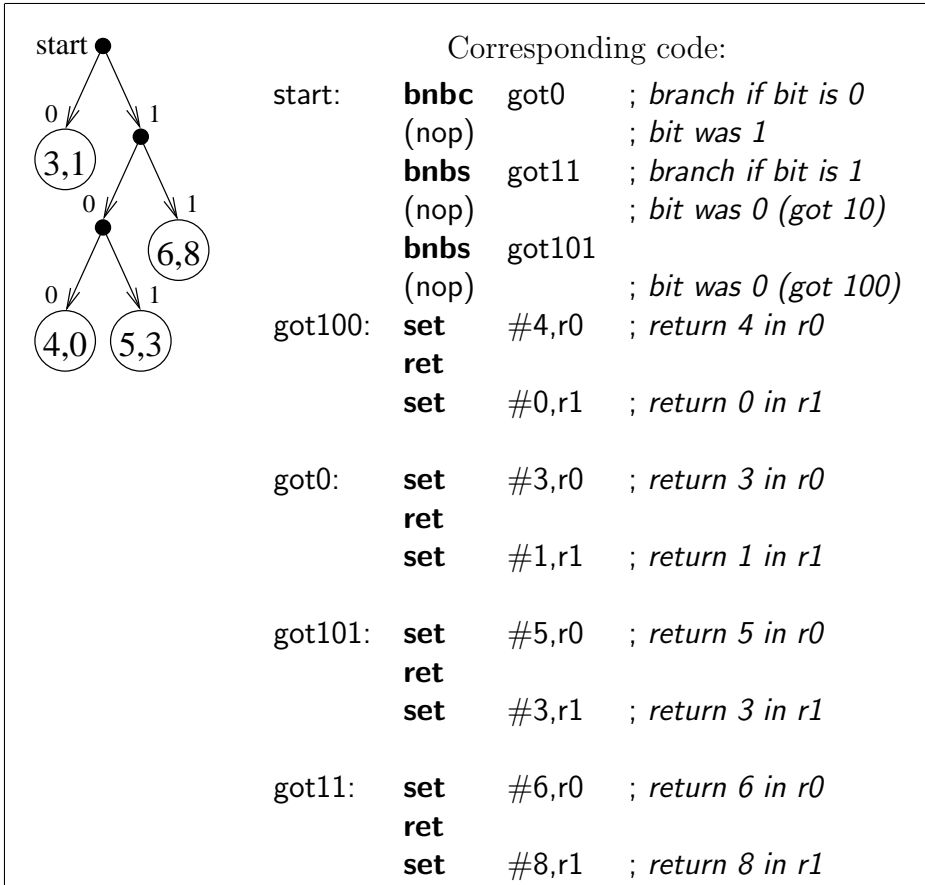 start
0 1
3,1
0 1
6,8
0 1
4,0 5,3
Corresponding code:
start: bnbc got0 ; branch if bit is 0
(nop) ; bit was 1
bnbs got11 ; branch if bit is 1
(nop) ; bit was 0 (got 10)
bnbs got101
(nop) ; bit was 0 (got 100)
got100: set #4,r0 ; return 4 in r0
ret
set #0,r1 ; return 0 in r1
got0: set #3,r0 ; return 3 in r0
ret
set #1,r1 ; return 1 in r1
got101: set #5,r0 ; return 5 in r0
ret
set #3,r1 ; return 3 in r1
got11: set #6,r0 ; return 6 in r0
ret
set #8,r1 ; return 8 in r1